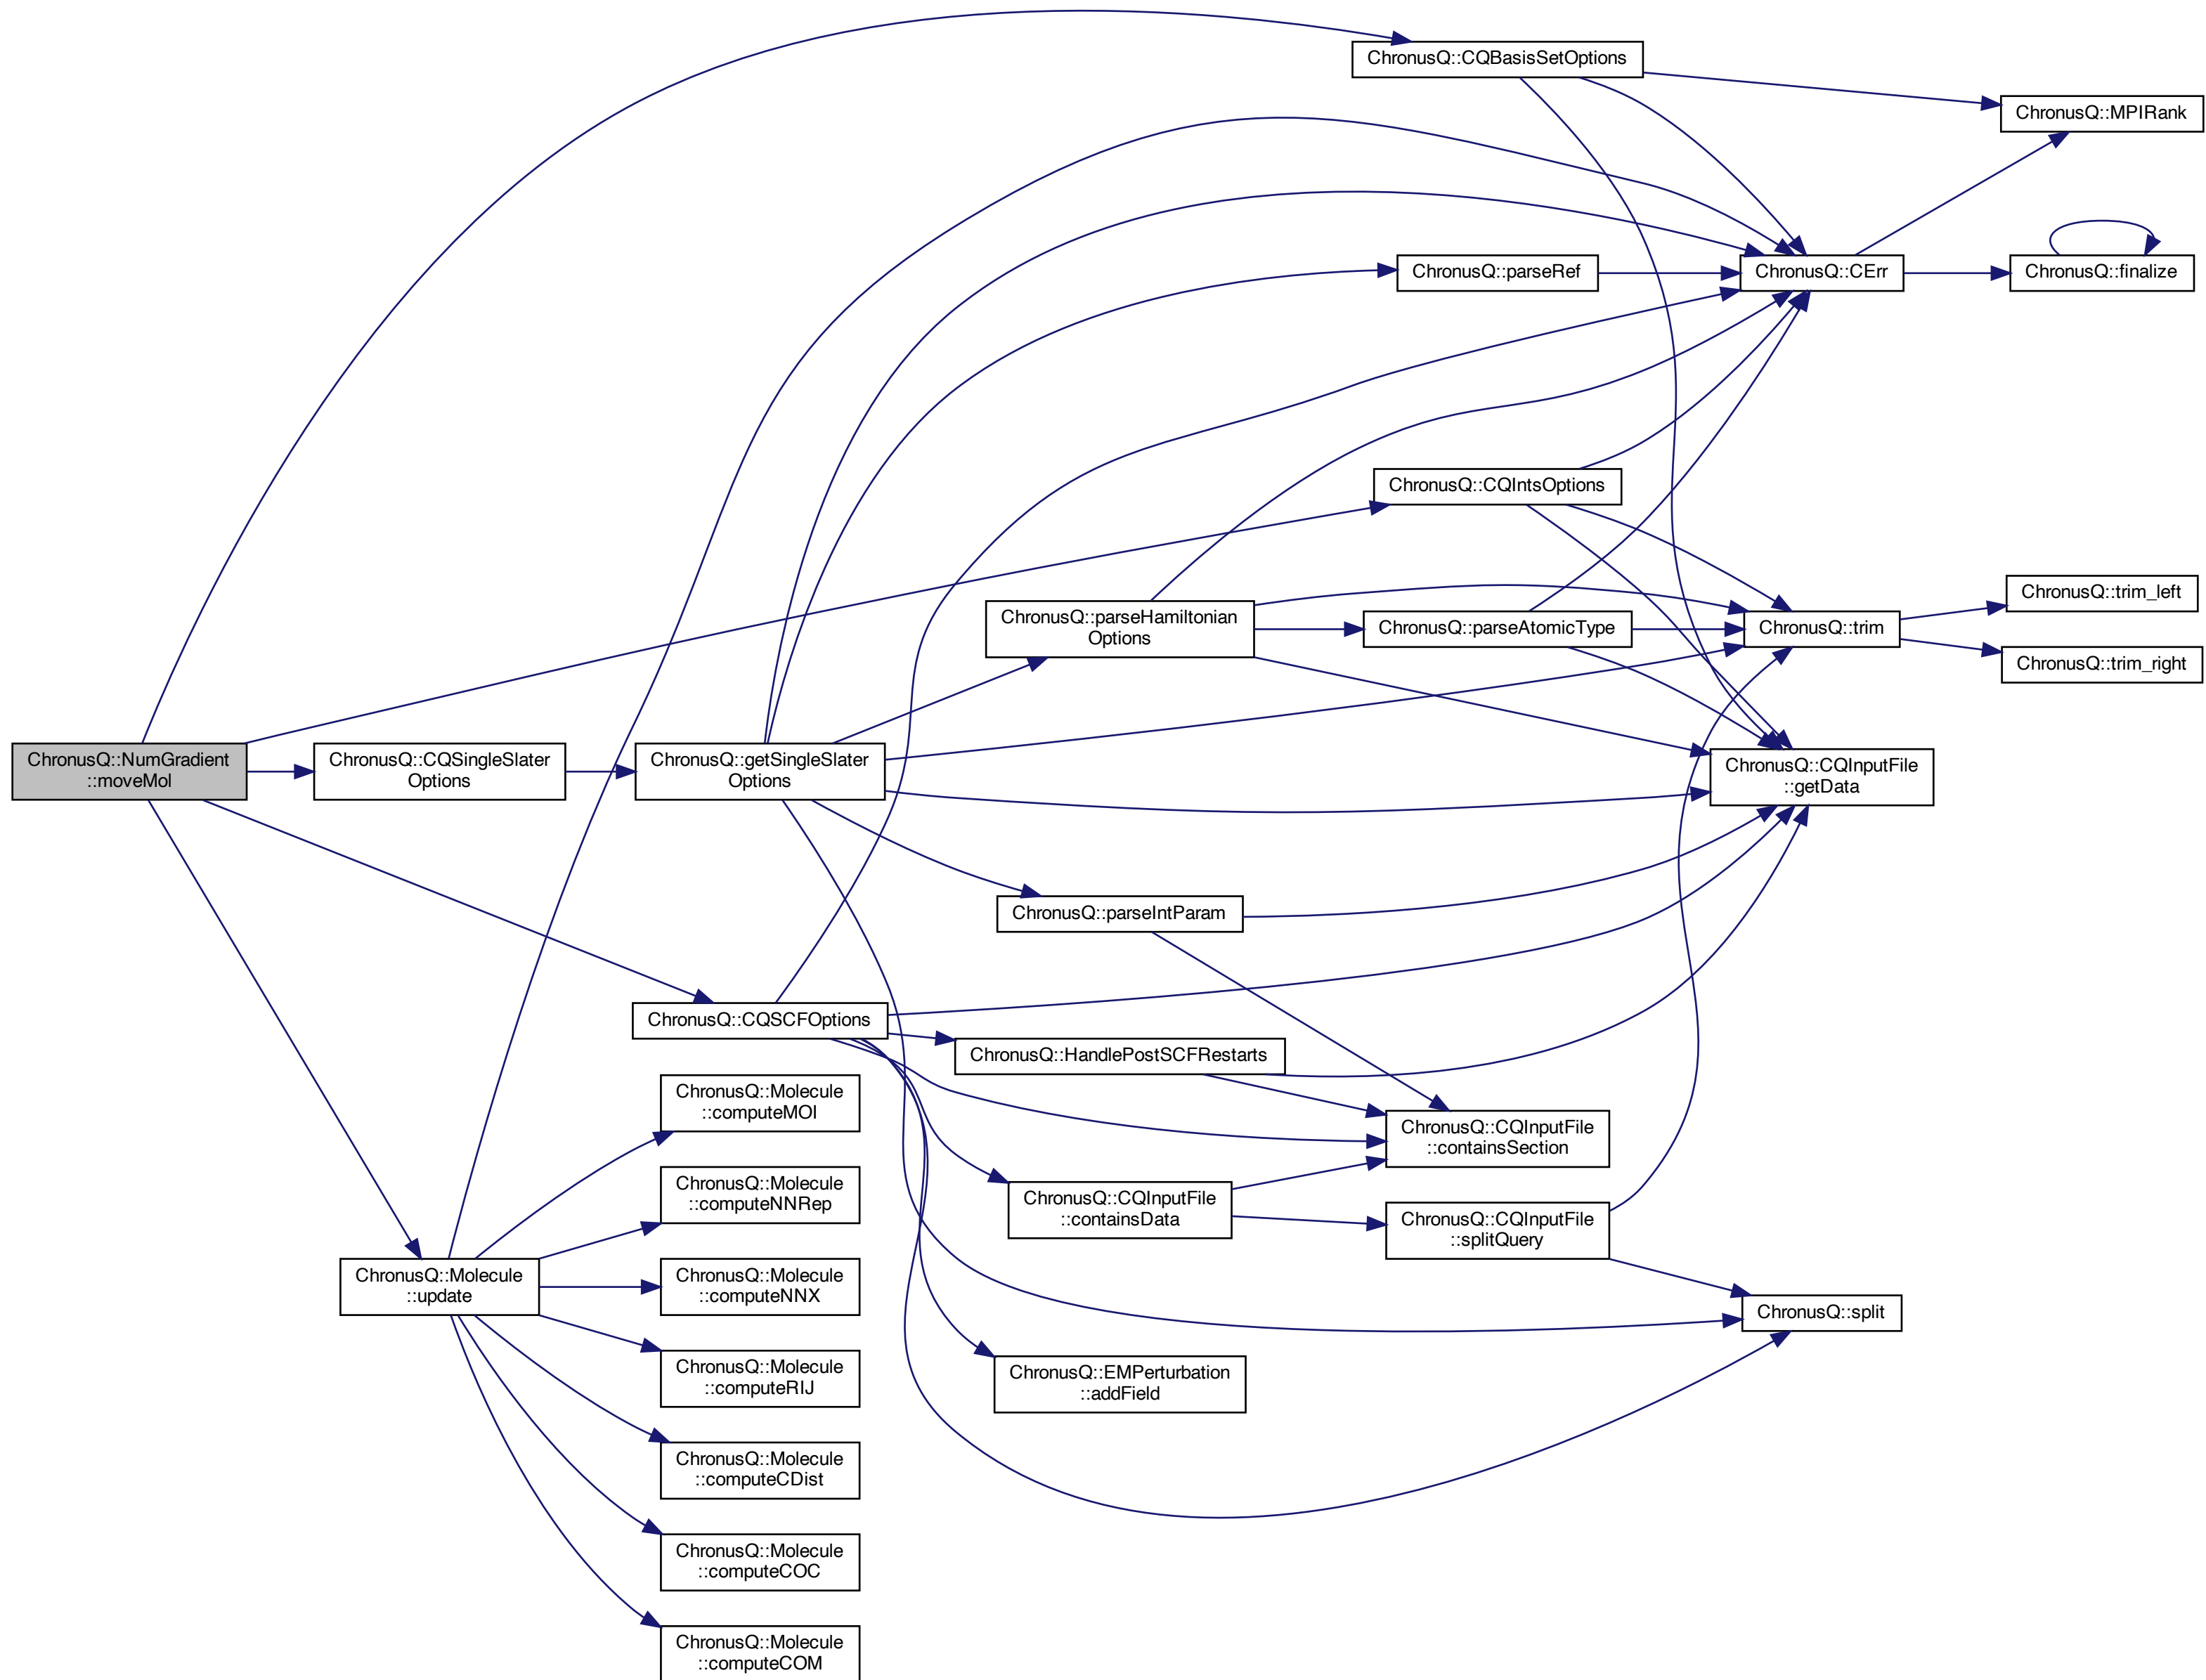 ChronusQ::CQBasisSetOptions
ChronusQ::MPIRank
ChronusQ::parseRef
ChronusQ::CErr
ChronusQ::finalize
ChronusQ::CQIntsOptions
ChronusQ::parseHamiltonian
Options
ChronusQ::parseAtomicType
ChronusQ::trim
ChronusQ::trim_left
ChronusQ::trim_right
ChronusQ::NumGradient
::moveMol
ChronusQ::CQSingleSlater
Options
ChronusQ::getSingleSlater
Options
ChronusQ::CQInputFile
::getData
ChronusQ::parseIntParam
ChronusQ::CQSCFOptions
ChronusQ::HandlePostSCFRestarts
ChronusQ::Molecule
::computeMOI
ChronusQ::CQInputFile
::containsSection
ChronusQ::Molecule
::computeNNRep
ChronusQ::CQInputFile
::containsData
ChronusQ::CQInputFile
::splitQuery
ChronusQ::Molecule
::update
ChronusQ::Molecule
::computeNNX
ChronusQ::split
ChronusQ::Molecule
::computeRIJ
ChronusQ::EMPerturbation
::addField
ChronusQ::Molecule
::computeCDist
ChronusQ::Molecule
::computeCOC
ChronusQ::Molecule
::computeCOM